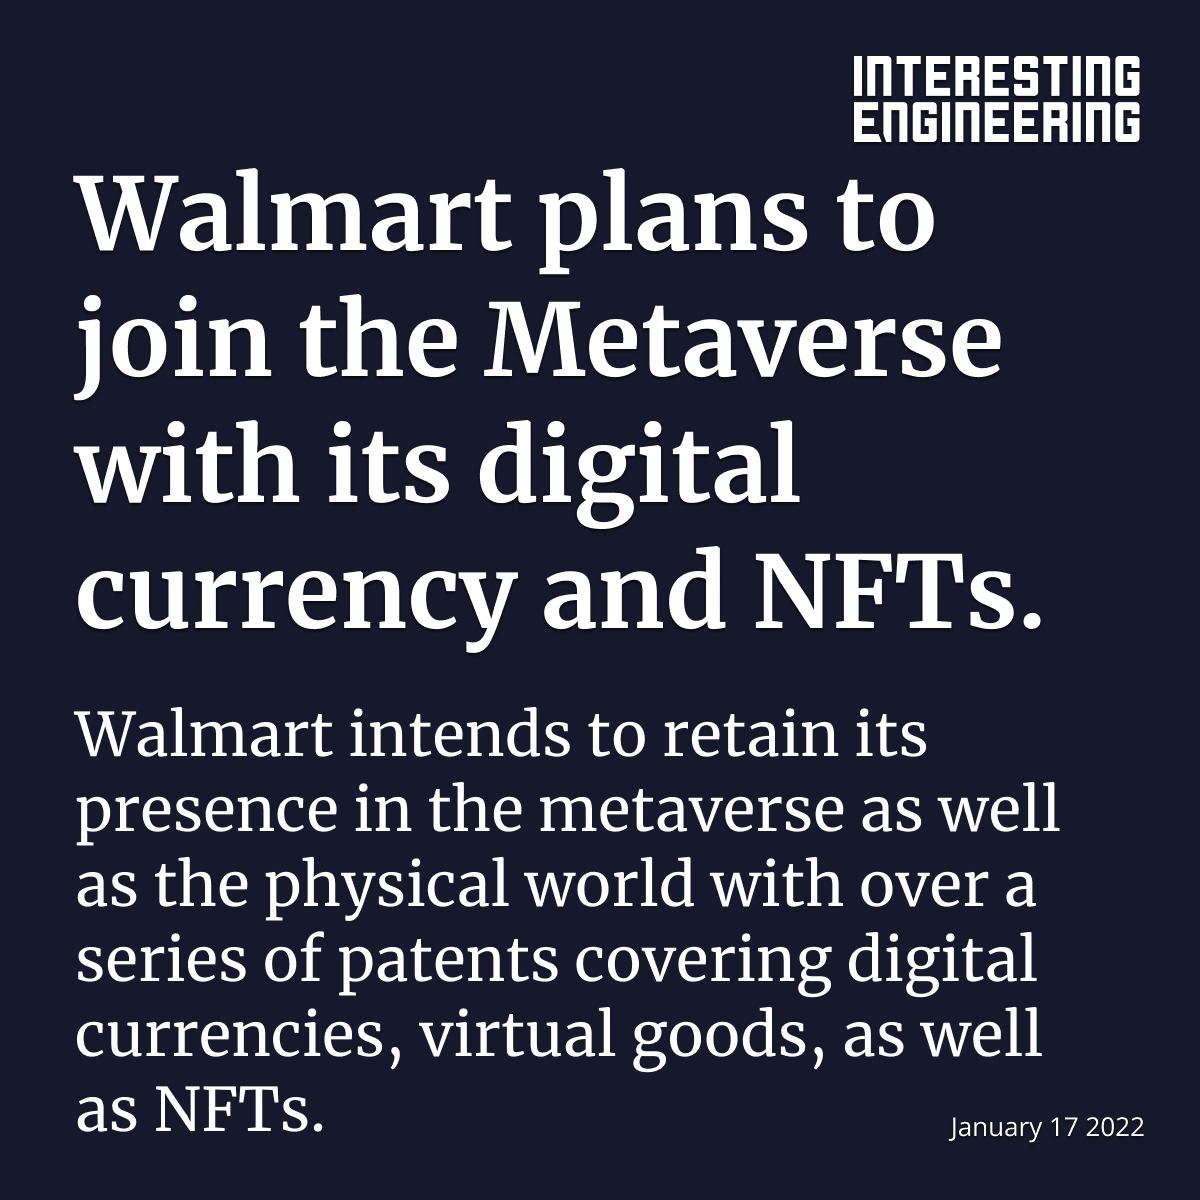 INTERESTING
ENGINEERING
Walmart plans to
join the Metaverse
with its digital
currency and NFTs.
Walmart intends to retain its
presence in the metaverse as well
as the physical world with over a
series of patents covering digital
currencies, virtual goods, as well
as NFTs.
January 17 2022